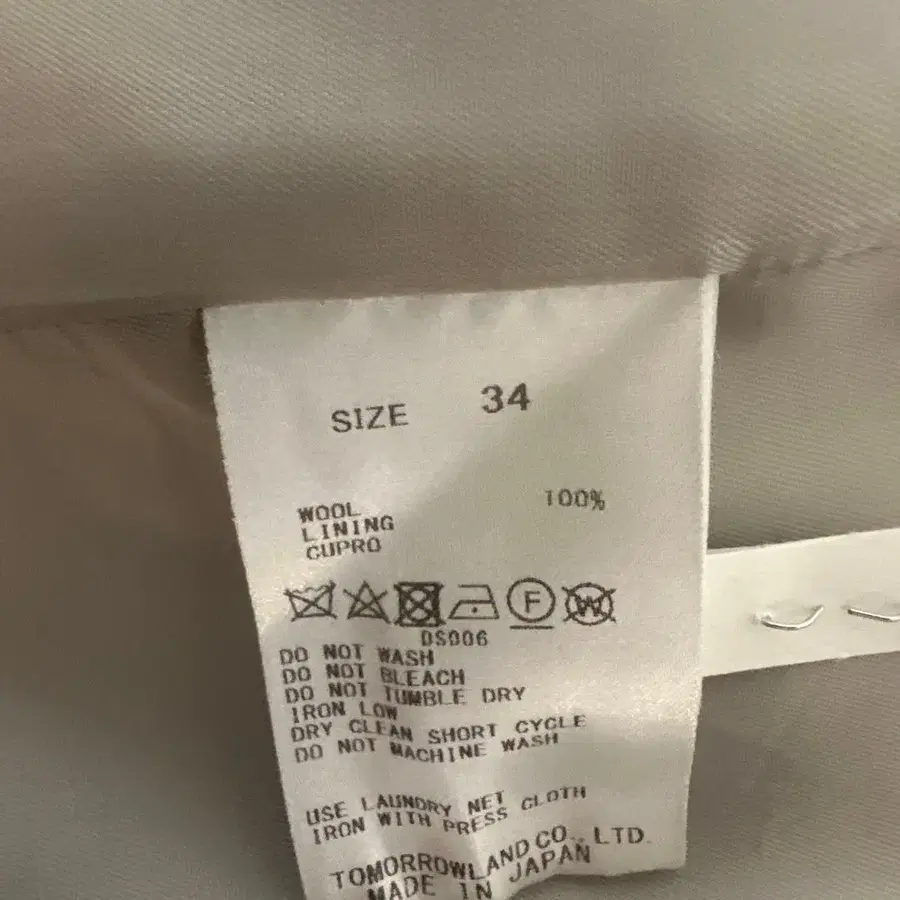 SIZE 34
WOOL 100%
LINING
CUPRO
F W
DS006
DO NOT WASH
DO NOT BLEACH
DO NOT TUMBLE DRY
IRON LOW
DRY CLEAN SHORT CYCLE
DO NOT MACHINE WASH
USE LAUNDRY NET
IRON WITH PRESS CLOTH
TOMORROWLAND CO., LTD.
MADE IN JAPAN